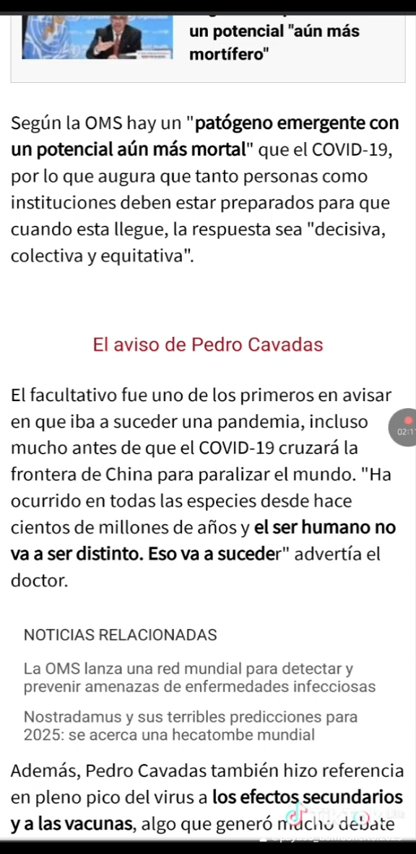 un potencial "aún más
mortífero"
Según la OMS hay un "patógeno emergente con
un potencial aún más mortal" que el COVID-19,
por lo que augura que tanto personas como
instituciones deben estar preparados para que
cuando esta llegue, la respuesta sea "decisiva,
colectiva y equitativa".
El aviso de Pedro Cavadas
El facultativo fue uno de los primeros en avisar
en que iba a suceder una pandemia, incluso
mucho antes de que el COVID-19 cruzará la
frontera de China para paralizar el mundo. "Ha
ocurrido en todas las especies desde hace
cientos de millones de años y el ser humano no
va a ser distinto. Eso va a suceder" advertía el
doctor.
NOTICIAS RELACIONADAS
La OMS lanza una red mundial para detectar y
prevenir amenazas de enfermedades infecciosas
Nostradamus y sus terribles predicciones para
2025: se acerca una hecatombe mundial
Además, Pedro Cavadas también hizo referencia
en pleno pico del virus a los efectos secundarios
y a las vacunas, algo que generó mucho debate